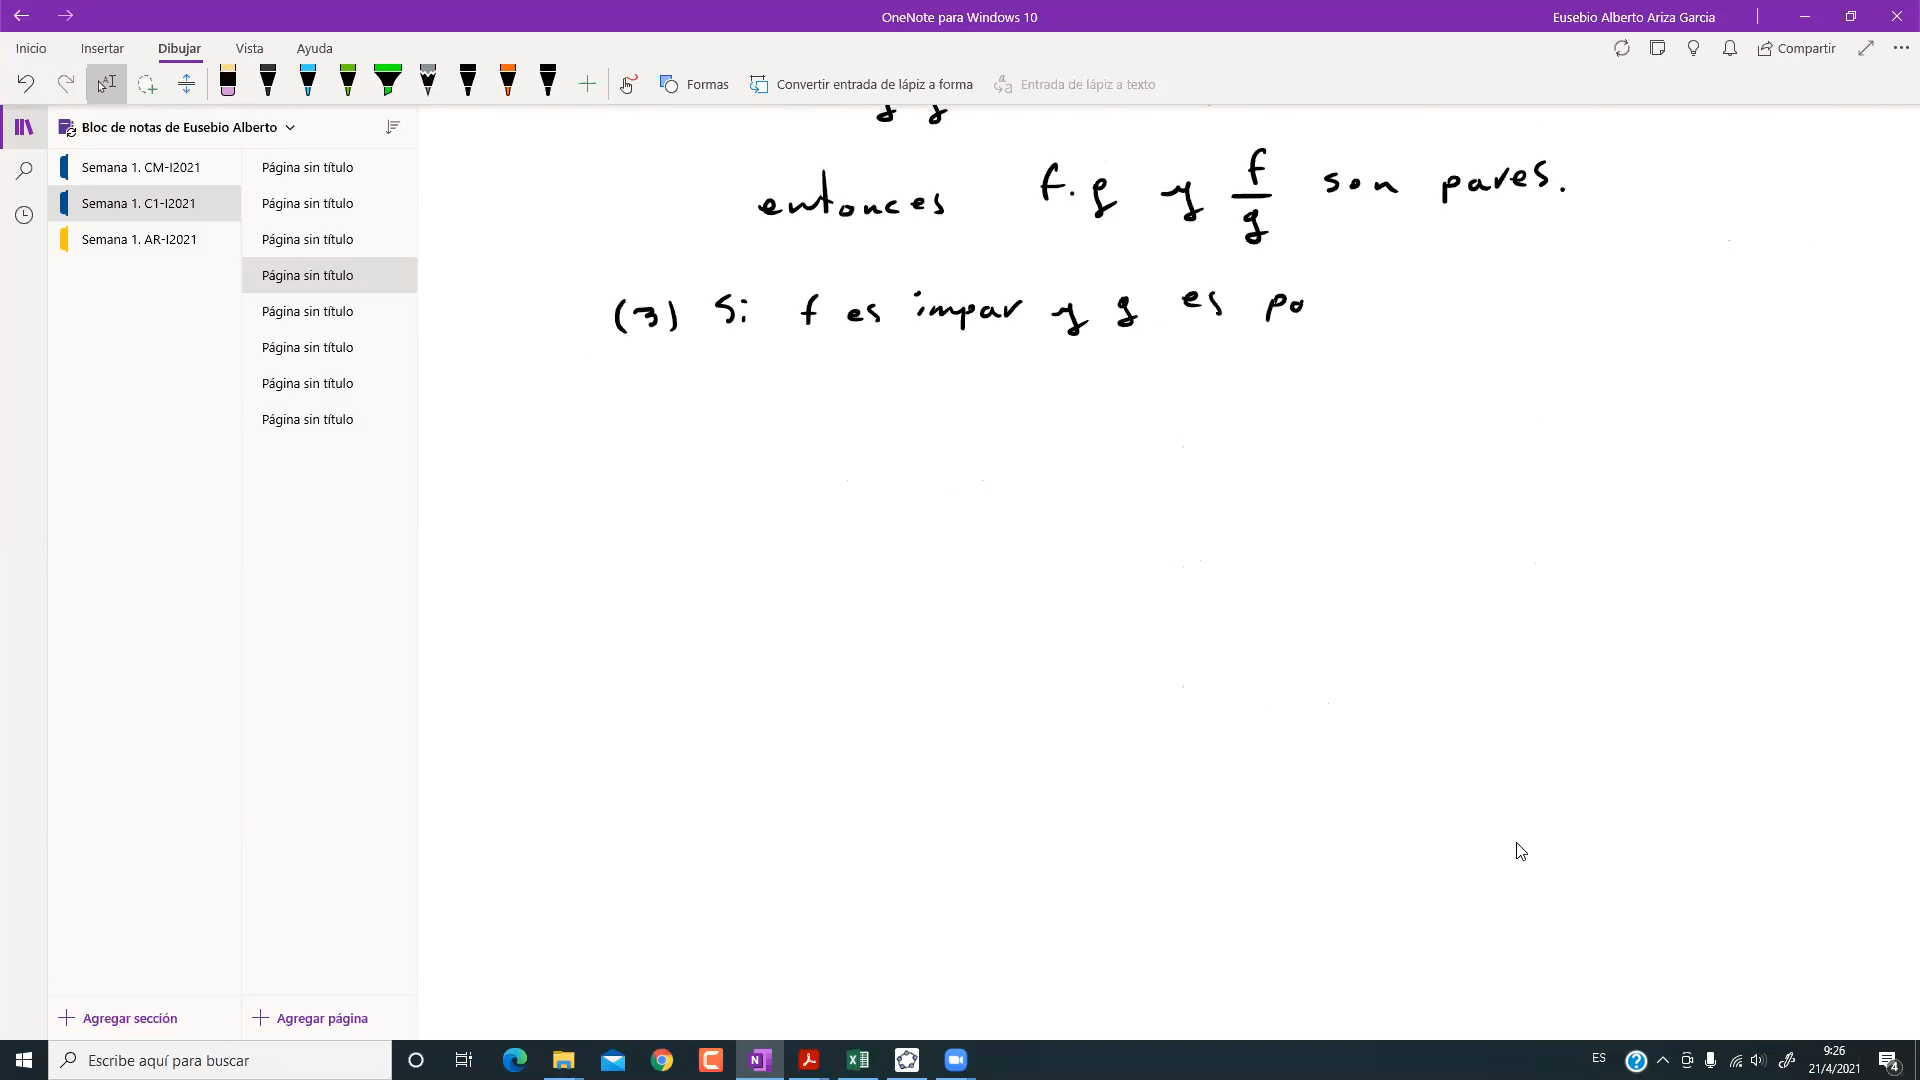 OneNote para Windows 10
Eusebio Alberto Ariza Garcia
Inicio Insertar Dibujar Vista Ayuda
Compartir
Formas
Convertir entrada de lápiz a forma
Entrada de lápiz a texto
Bloc de notas de Eusebio Alberto
Semana 1. CM-I2021
Semana 1. C1-I2021
Semana 1. AR-I2021
Página sin título
Página sin título
Página sin título
Página sin título
Página sin título
Página sin título
Página sin título
Página sin título
entonces f.g y f/g son pares.
(3) Si f es impar y g es pa
Agregar sección
Agregar página
Escribe aquí para buscar
ES
9:26
21/4/2021
4